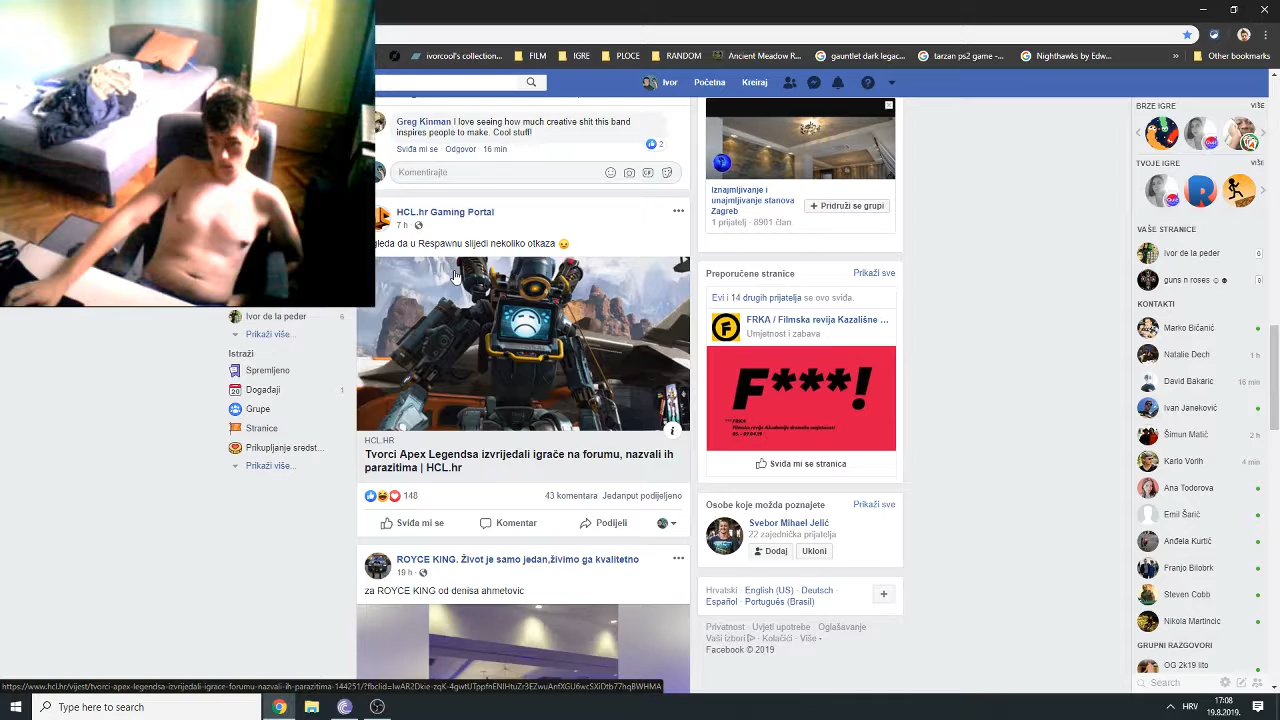 ivorcool's collection...
FILM
IGRE
PLOCE
RANDOM
Ancient Meadow R...
gauntlet dark legac...
tarzan ps2 game -...
Nighthawks by Edw...
»
Other bookmarks
Ivor
Početna
Kreiraj
Greg Kinman I love seeing how much creative shit this band
inspires people to make. Cool stuff!
Sviđa mi se · Odgovor · 16 min
2
Komentirajte
HCL.hr Gaming Portal
7 h ·
gleda da u Respawnu slijedi nekoliko otkaza
HCL.HR
Tvorci Apex Legendsa izvrijeđali igrače na forumu, nazvali ih
parazitima | HCL.hr
148
43 komentara Jedanput podijeljeno
Sviđa mi se
Komentar
Podijeli
ROYCE KING. Život je samo jedan,živimo ga kvalitetno
19 h ·
za ROYCE KING od denisa ahmetovic
Ivor de la peder
6
Prikaži više...
Istraži
Spremljeno
Događaji
1
Grupe
Stranice
Prikupljanje sredst...
Prikaži više...
Iznajmljivanje i
unajmljivanje stanova
Zagreb
1 prijatelj · 8901 član
+ Pridruži se grupi
Preporučene stranice
Prikaži sve
Evi i 14 drugih prijatelja se ovo sviđa.
FRKA / Filmska revija Kazališne ...
Umjetnost i zabava
F***!
FRKA
Sviđa mi se stranica
Osobe koje možda poznajete
Prikaži sve
Svebor Mihael Jelić
22 zajednička prijatelja
Dodaj
Ukloni
Hrvatski · English (US) · Deutsch ·
Español · Português (Brasil)
Privatnost · Uvjeti upotrebe · Oglašavanje ·
Vaši izbori · Kolačići · Više
Facebook © 2019
BRZE IGRE
VIŠE
TVOJE IGRE
VIŠE
VAŠE STRANICE
Ivor de la peder
0
guns n roses
KONTAKTI
Marko Dečanić
Natalie Dech
1 h
David Bakarić
16 min
Jan Janeković
Šimun Matić
2 h
Karlo Vorih
4 min
Ana Todorova
Emil Šarić
Anđela Kurtić
Franjo Bilobrk
Steven Cobb
GRUPNI RAZGOVORI
OG 2k19 lito
Search
Type here to search
HRV
17:08
19.8.2019.